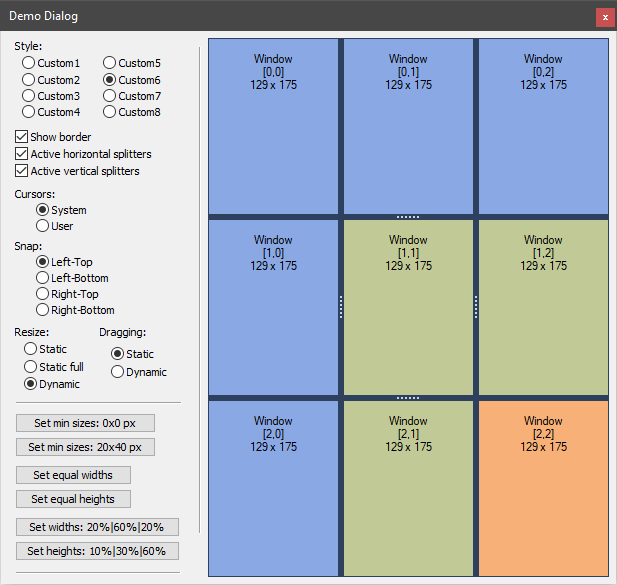 Demo Dialog
x
Style:
Custom1
Custom5
Custom2
Custom6
Custom3
Custom7
Custom4
Custom8
Show border
Active horizontal splitters
Active vertical splitters
Cursors:
System
User
Snap:
Left-Top
Left-Bottom
Right-Top
Right-Bottom
Resize:
Static
Static full
Dynamic
Dragging:
Static
Dynamic
Set min sizes: 0x0 px
Set min sizes: 20x40 px
Set equal widths
Set equal heights
Set widths: 20%|60%|20%
Set heights: 10%|30%|60%
Window
[0,0]
129 x 175
Window
[0,1]
129 x 175
Window
[0,2]
129 x 175
Window
[1,0]
129 x 175
Window
[1,1]
129 x 175
Window
[1,2]
129 x 175
Window
[2,0]
129 x 175
Window
[2,1]
129 x 175
Window
[2,2]
129 x 175